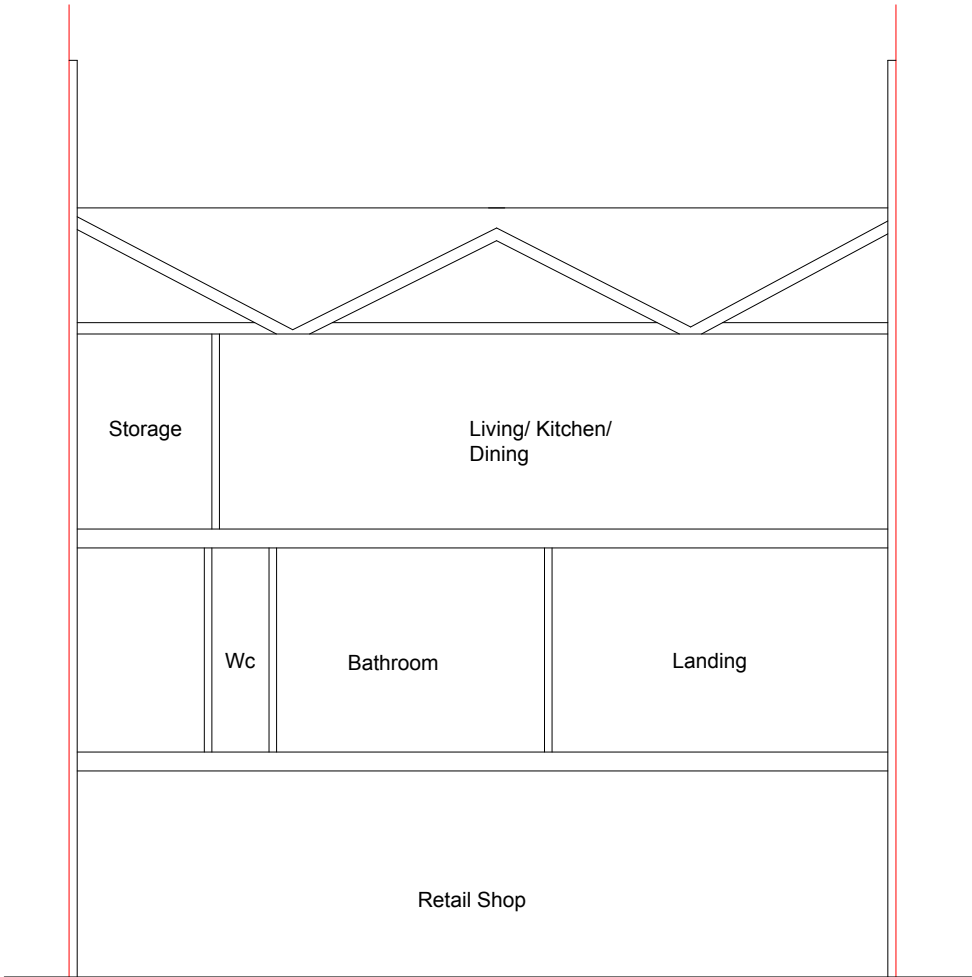 Storage
Living/ Kitchen/
Dining
Wc
Bathroom
Landing
Retail Shop